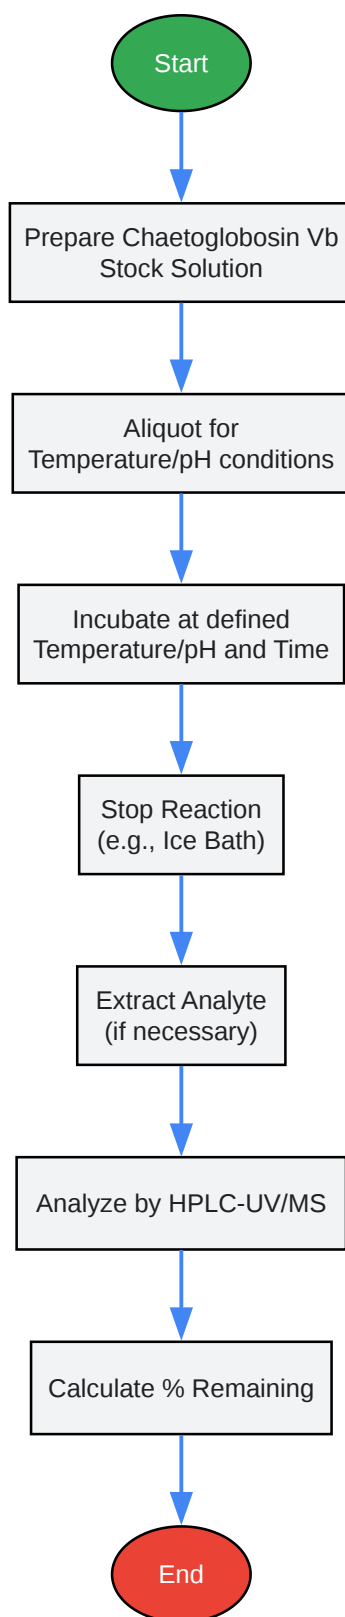 Start
Prepare Chaetoglobosin Vb
Stock Solution
Aliquot for
Temperature/pH conditions
Incubate at defined
Temperature/pH and Time
Stop Reaction
(e.g., Ice Bath)
Extract Analyte
(if necessary)
Analyze by HPLC-UV/MS
Calculate % Remaining
End